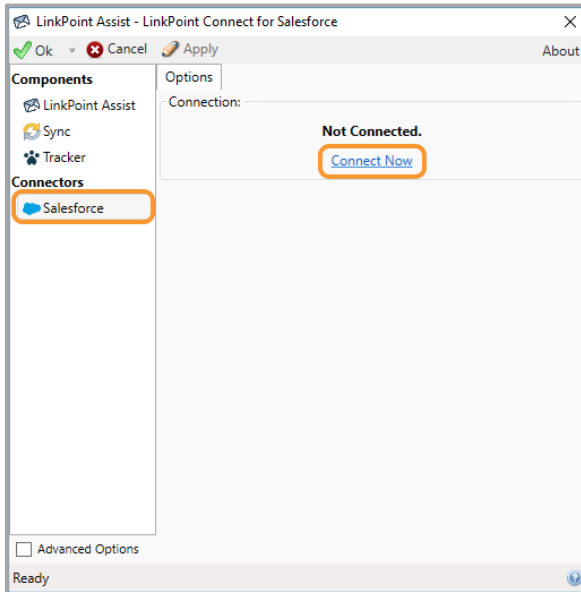 LinkPoint Assist - LinkPoint Connect for Salesforce
Ok Cancel Apply About
Components
LinkPoint Assist
Sync
Tracker
Connectors
Salesforce
Options
Connection:
Not Connected.
Connect Now
Advanced Options
Ready